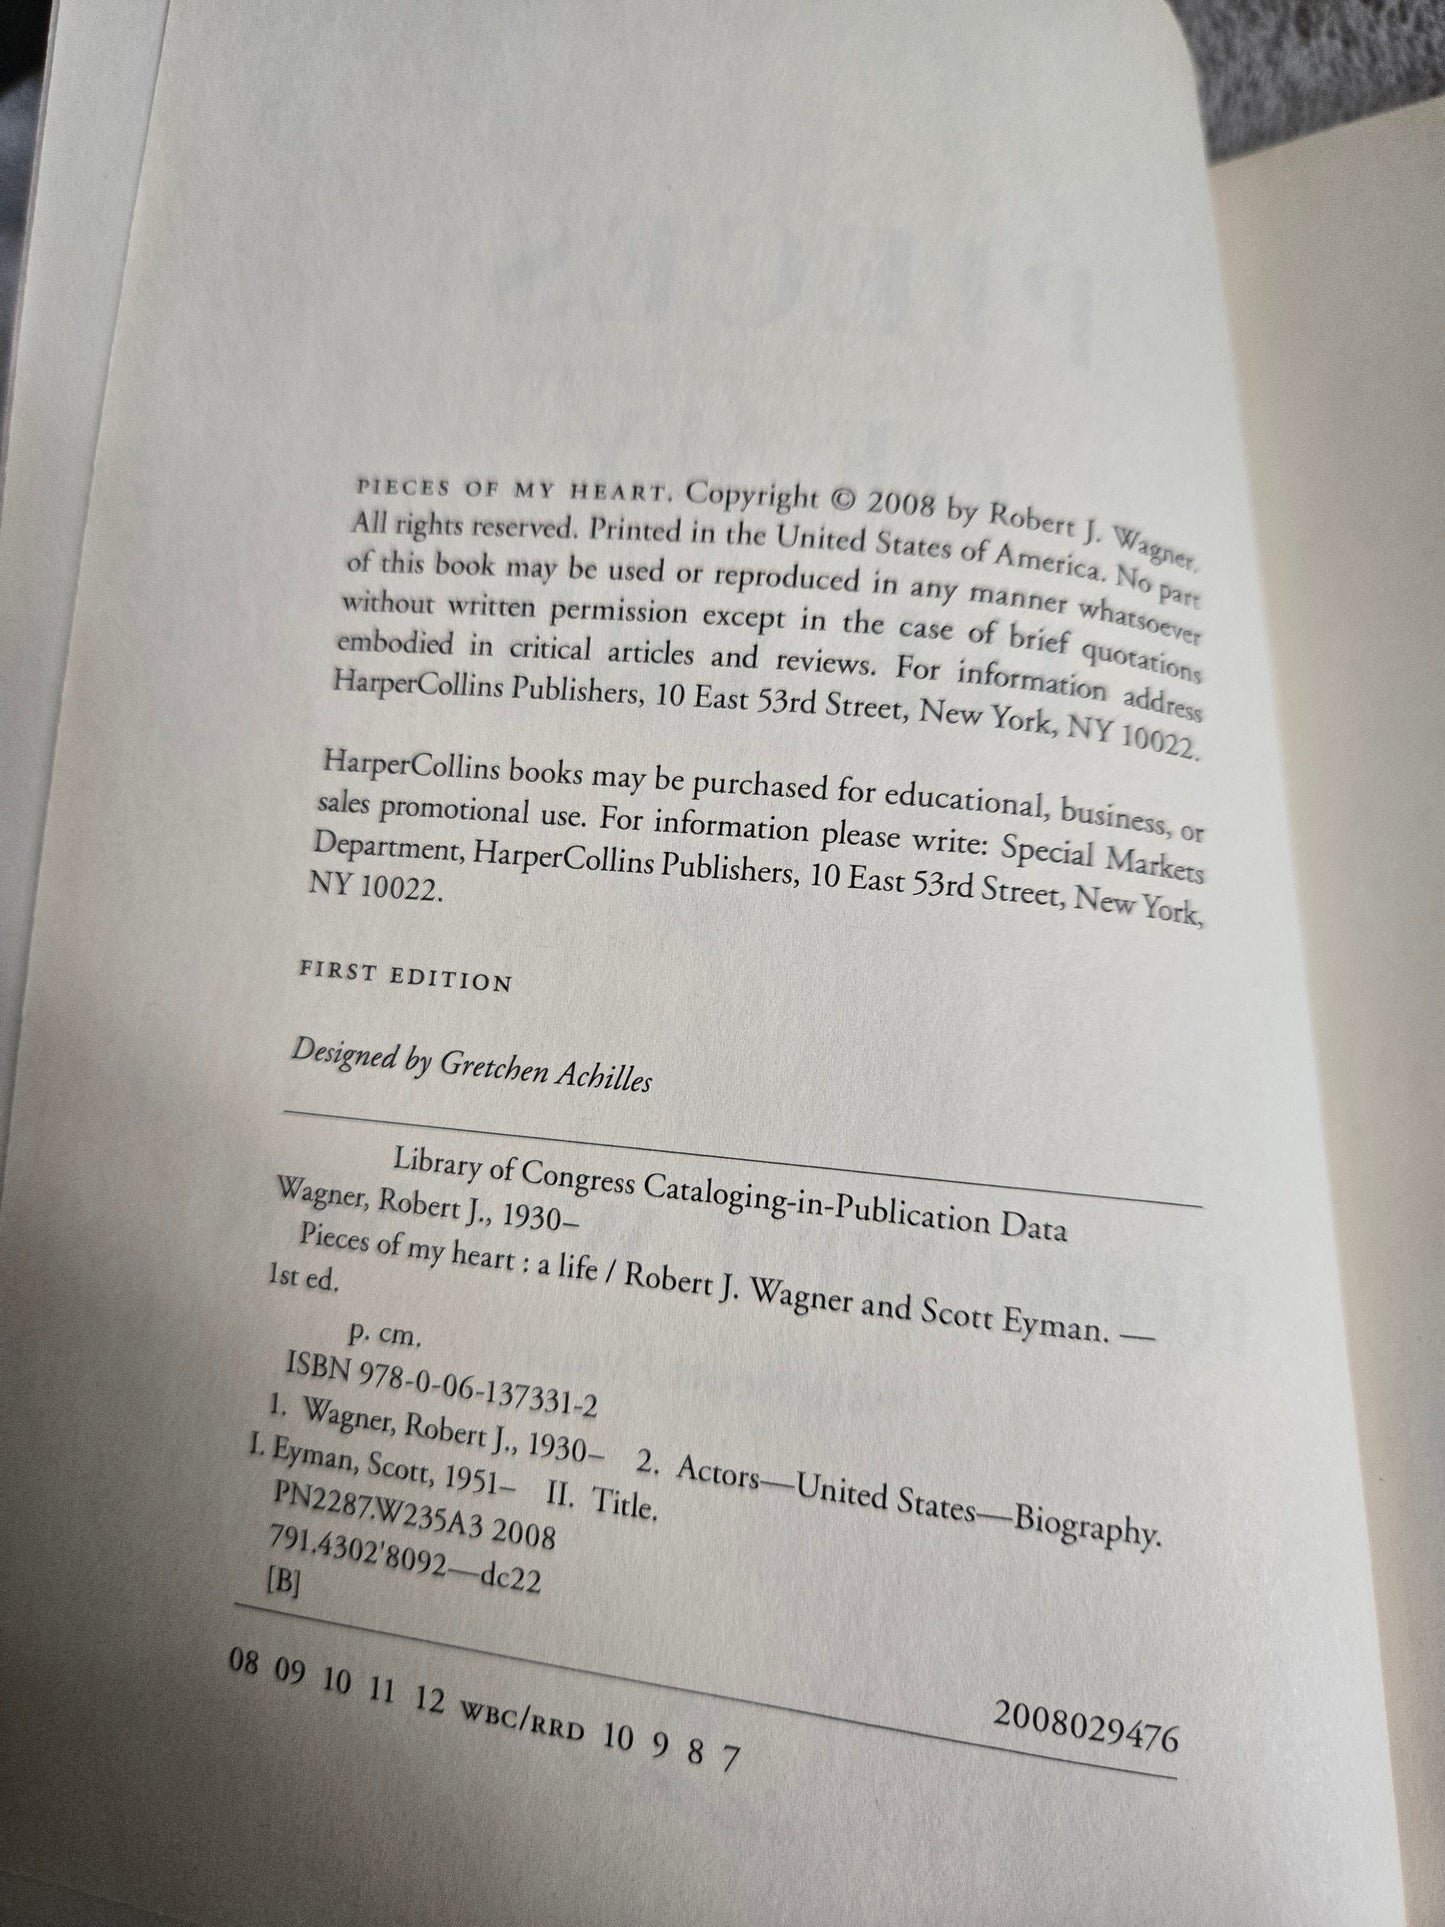 PIECES OF MY HEART. Copyright © 2008 by Robert J. Wagner.
All rights reserved. Printed in the United States of America. No part
of this book may be used or reproduced in any manner whatsoever
without written permission except in the case of brief quotations
embodied in critical articles and reviews. For information address
HarperCollins Publishers, 10 East 53rd Street, New York, NY 10022.
HarperCollins books may be purchased for educational, business, or
sales promotional use. For information please write: Special Markets
Department, HarperCollins Publishers, 10 East 53rd Street, New York,
NY 10022.
FIRST EDITION
Designed by Gretchen Achilles
Library of Congress Cataloging-in-Publication Data
Wagner, Robert J., 1930–
Pieces of my heart : a life / Robert J. Wagner and Scott Eyman. —
1st ed.
p. cm.
ISBN 978-0-06-137331-2
1. Wagner, Robert J., 1930– 2. Actors—United States—Biography.
I. Eyman, Scott, 1951– II. Title.
PN2287.W235A3 2008
791.4302'8092—dc22
[B]
2008029476
08 09 10 11 12 WBC/RRD 10 9 8 7